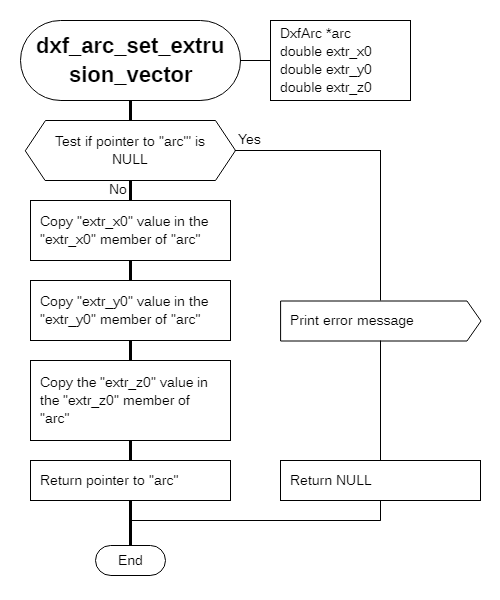 dxf_arc_set_extru
sion_vector
DxfArc *arc
double extr_x0
double extr_y0
double extr_z0
Test if pointer to "arc"' is
NULL
Yes
No
Copy "extr_x0" value in the
"extr_x0" member of "arc"
Copy "extr_y0" value in the
"extr_y0" member of "arc"
Print error message
Copy the "extr_z0" value in
the "extr_z0" member of
"arc"
Return pointer to "arc"
Return NULL
End